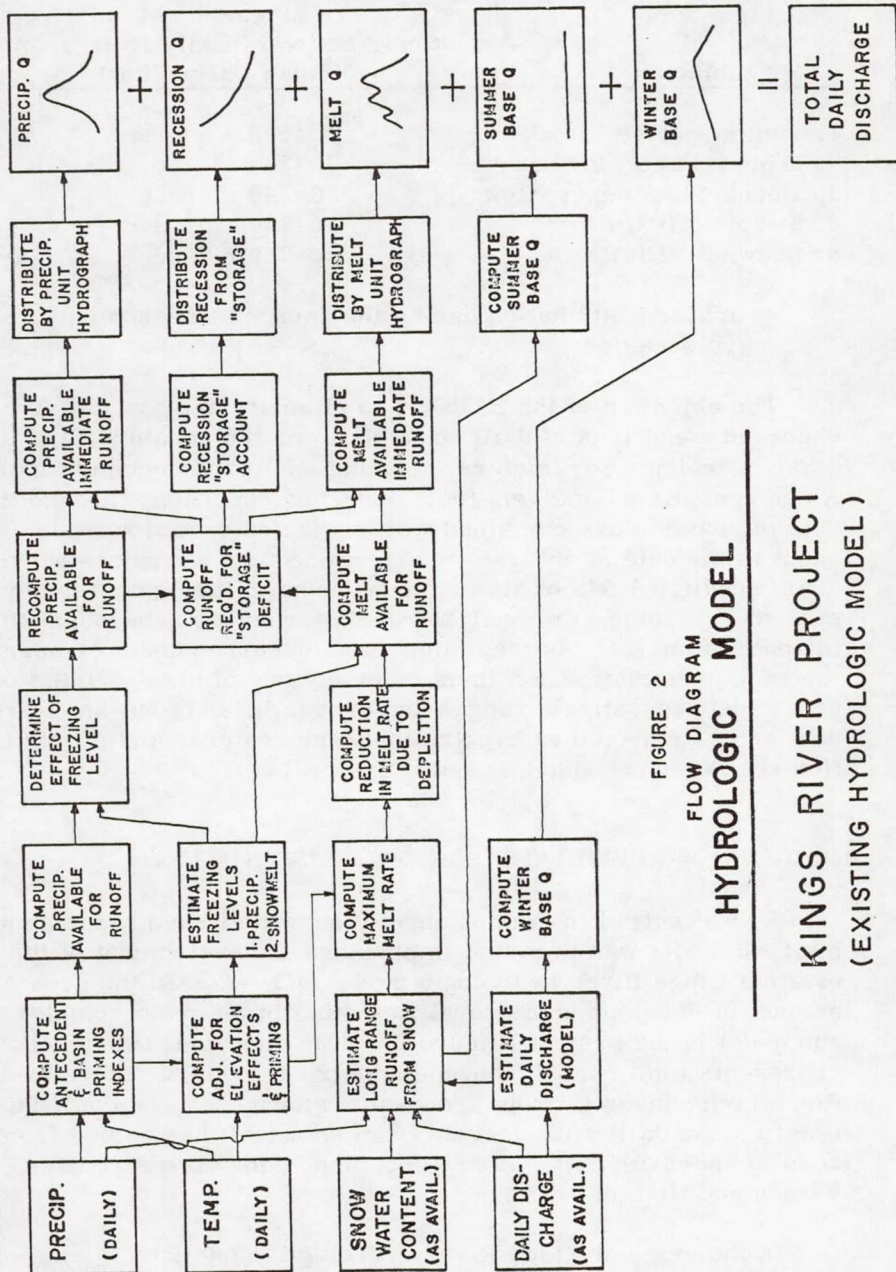 PRECIP.
(DAILY)
COMPUTE
ANTECEDENT
& BASIN
PRIMING
INDEXES
COMPUTE
PRECIP.
AVAILABLE
FOR
RUNOFF
DETERMINE
EFFECT OF
FREEZING
LEVEL
RECOMPUTE
PRECIP.
AVAILABLE
FOR
RUNOFF
COMPUTE
PRECIP.
AVAILABLE
IMMEDIATE
RUNOFF
DISTRIBUTE
BY PRECIP.
UNIT
HYDROGRAPH
PRECIP. Q
+
TEMP.
(DAILY)
COMPUTE
ADJ. FOR
ELEVATION
EFFECTS
& PRIMING
ESTIMATE
FREEZING
LEVELS
1. PRECIP.
2. SNOWMELT
COMPUTE
RUNOFF
REQ'D. FOR
"STORAGE"
DEFICIT
COMPUTE
RECESSION
"STORAGE"
ACCOUNT
DISTRIBUTE
RECESSION
FROM
"STORAGE"
RECESSION Q
+
SNOW
WATER
CONTENT
(AS AVAIL.)
ESTIMATE
LONG RANGE
RUNOFF
FROM SNOW
COMPUTE
MAXIMUM
MELT RATE
COMPUTE
REDUCTION
IN MELT RATE
DUE TO
DEPLETION
COMPUTE
MELT
AVAILABLE
FOR
RUNOFF
COMPUTE
MELT
AVAILABLE
IMMEDIATE
RUNOFF
DISTRIBUTE
BY MELT
UNIT
HYDROGRAPH
MELT Q
+
DAILY DIS-
CHARGE
(AS AVAIL.)
ESTIMATE
DAILY
DISCHARGE
(MODEL)
COMPUTE
WINTER
BASE Q
COMPUTE
SUMMER
BASE Q
SUMMER
BASE Q
+
WINTER
BASE Q
=
TOTAL
DAILY
DISCHARGE
FIGURE 2
FLOW DIAGRAM
HYDROLOGIC MODEL
KINGS RIVER PROJECT
(EXISTING HYDROLOGIC MODEL)